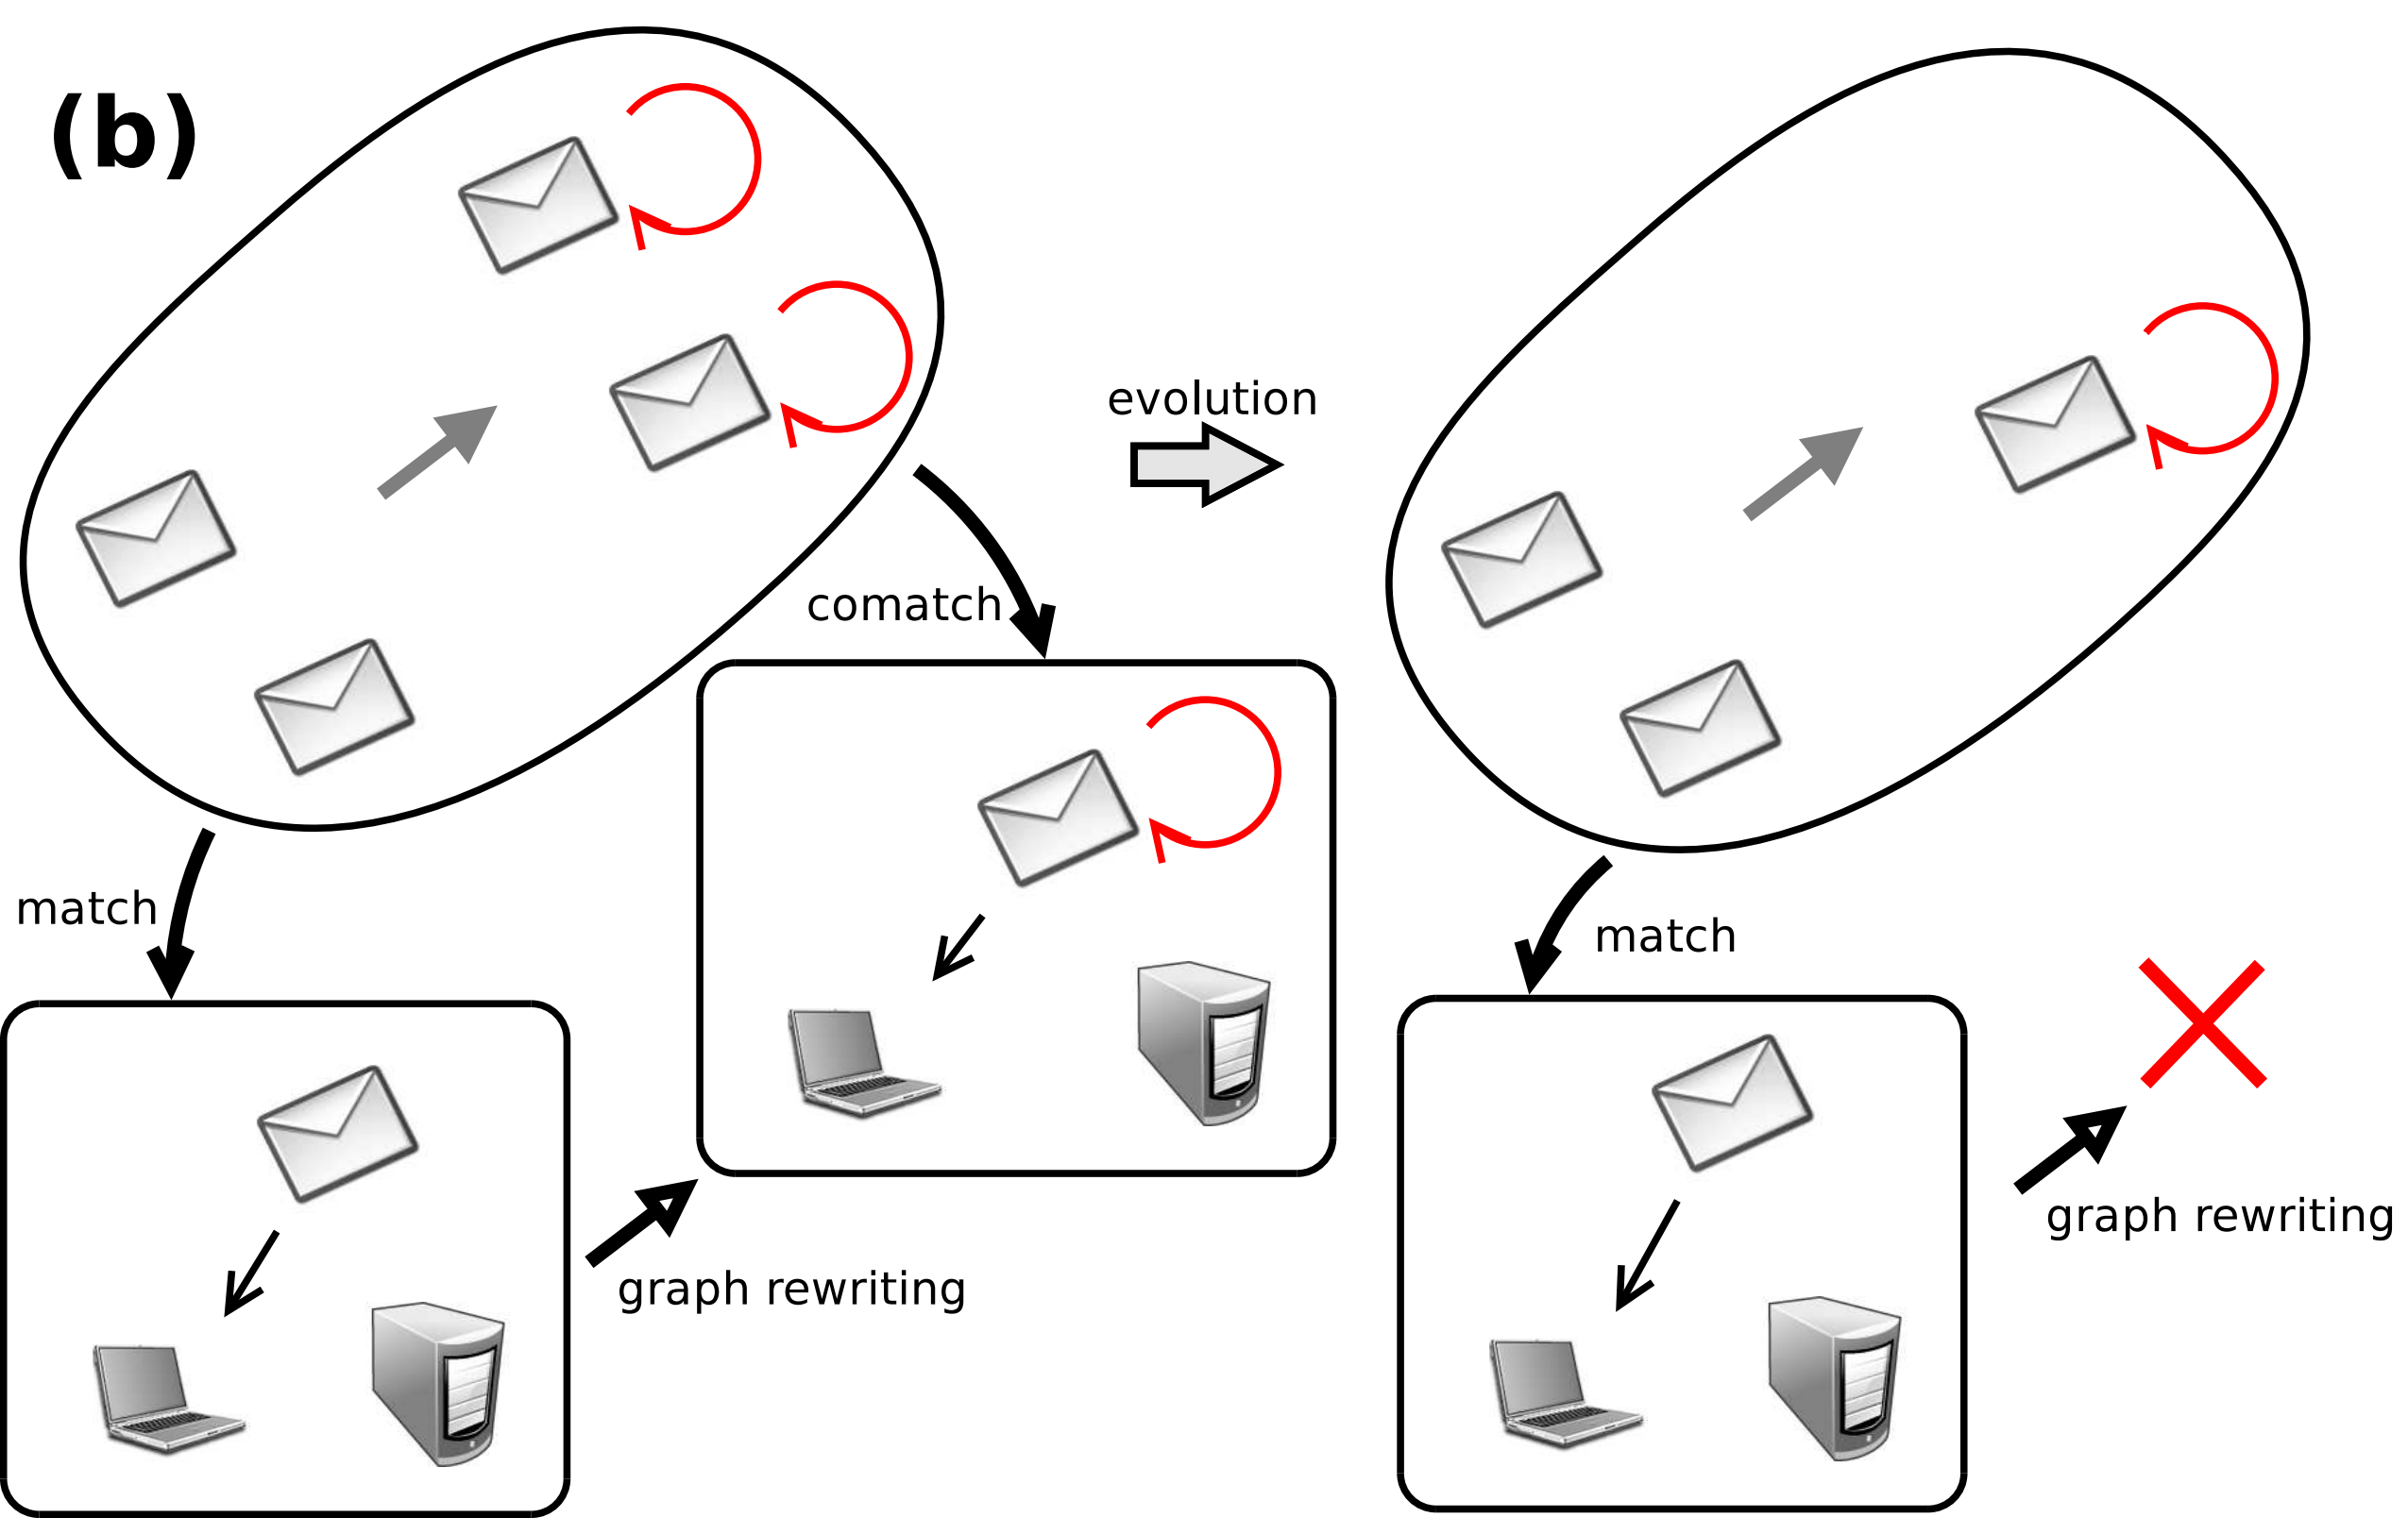 (b)
evolution
comatch
match
match
graph rewriting
graph rewriting